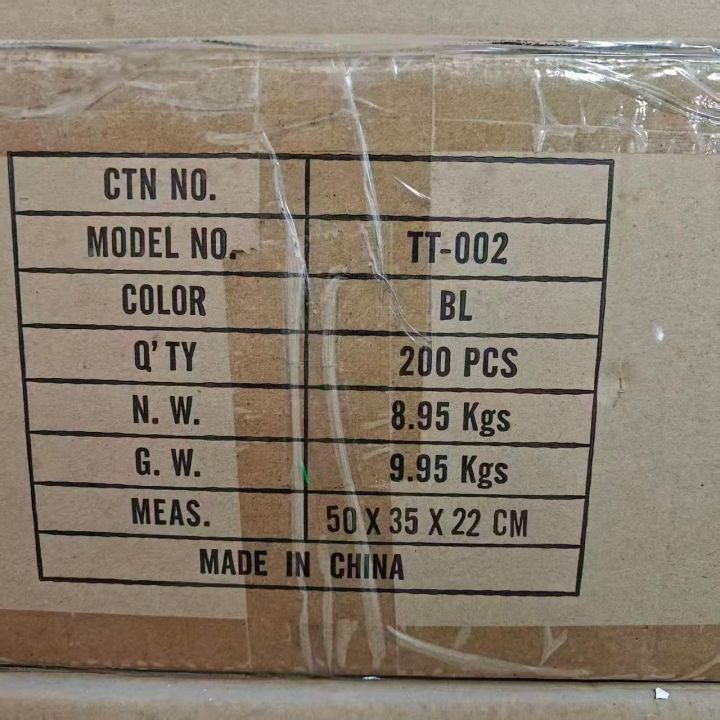 CTN NO.
MODEL NO. TT-002
COLOR BL
Q'TY 200 PCS
N. W. 8.95 Kgs
G. W. 9.95 Kgs
MEAS. 50 X 35 X 22 CM
MADE IN CHINA